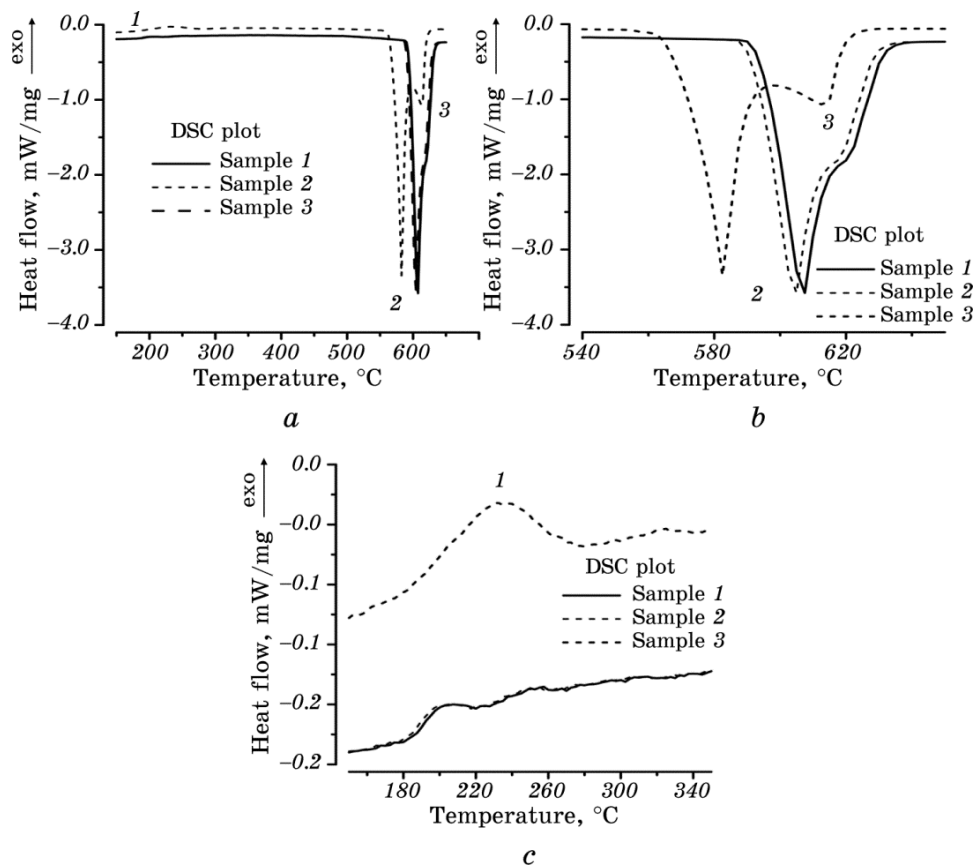 0.0
−1.0
−2.0
−3.0
−4.0
Heat flow, mW/mg exo
1
3
2
DSC plot
Sample 1
Sample 2
Sample 3
200 300 400 500 600
Temperature, °C
a
0.0
−1.0
−2.0
−3.0
−4.0
Heat flow, mW/mg exo
3
2
DSC plot
Sample 1
Sample 2
Sample 3
540 580 620
Temperature, °C
b
0.0
−0.0
−0.1
−0.1
−0.2
−0.2
Heat flow, mW/mg exo
1
DSC plot
Sample 1
Sample 2
Sample 3
180 220 260 300 340
Temperature, °C
c